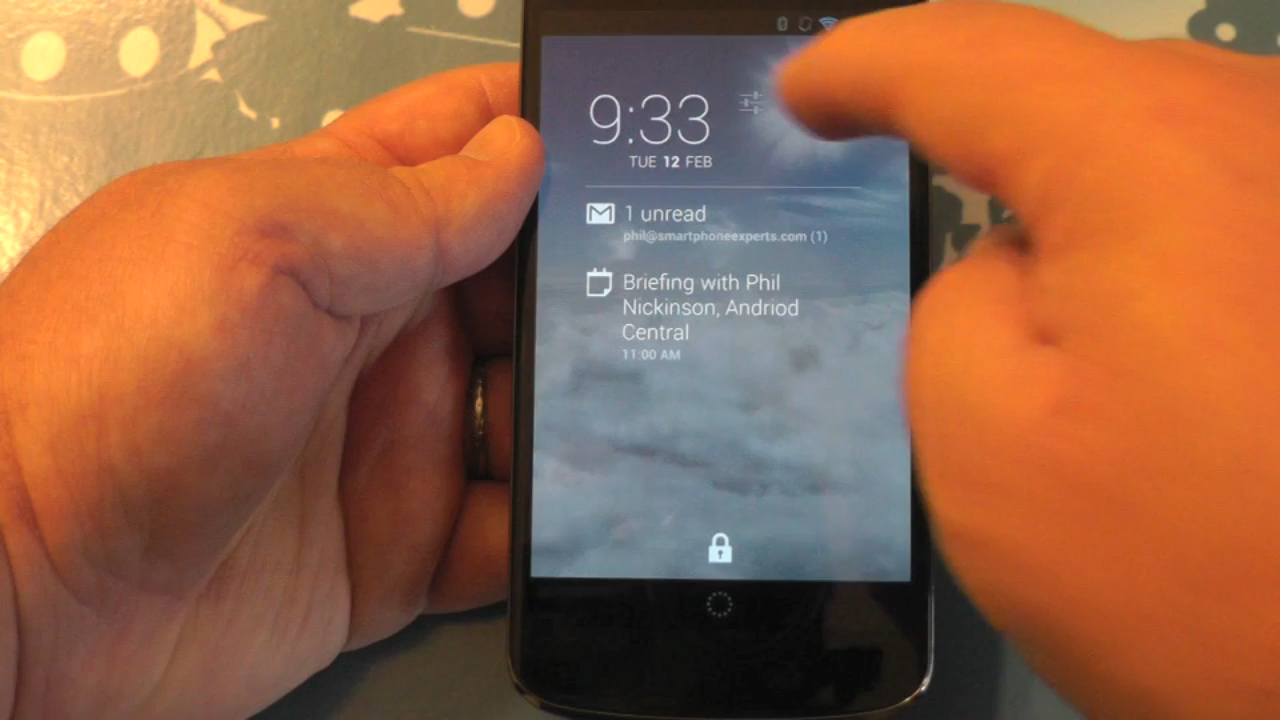 9:33
TUE 12 FEB
1 unread
phil@smartphoneexperts.com (1)
Briefing with Phil
Nickinson, Andriod
Central
11:00 AM